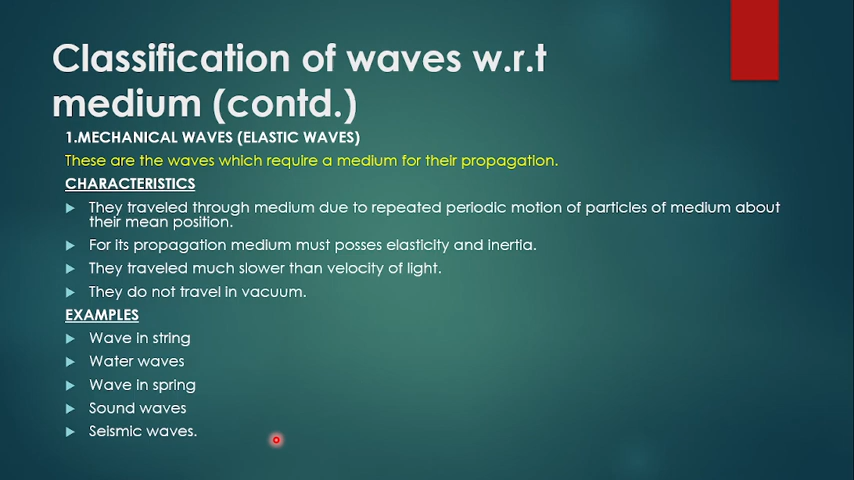 Classification of waves w.r.t
medium (contd.)
1.MECHANICAL WAVES (ELASTIC WAVES)
These are the waves which require a medium for their propagation.
CHARACTERISTICS
They traveled through medium due to repeated periodic motion of particles of medium about
their mean position.
For its propagation medium must posses elasticity and inertia.
They traveled much slower than velocity of light.
They do not travel in vacuum.
EXAMPLES
Wave in string
Water waves
Wave in spring
Sound waves
Seismic waves.